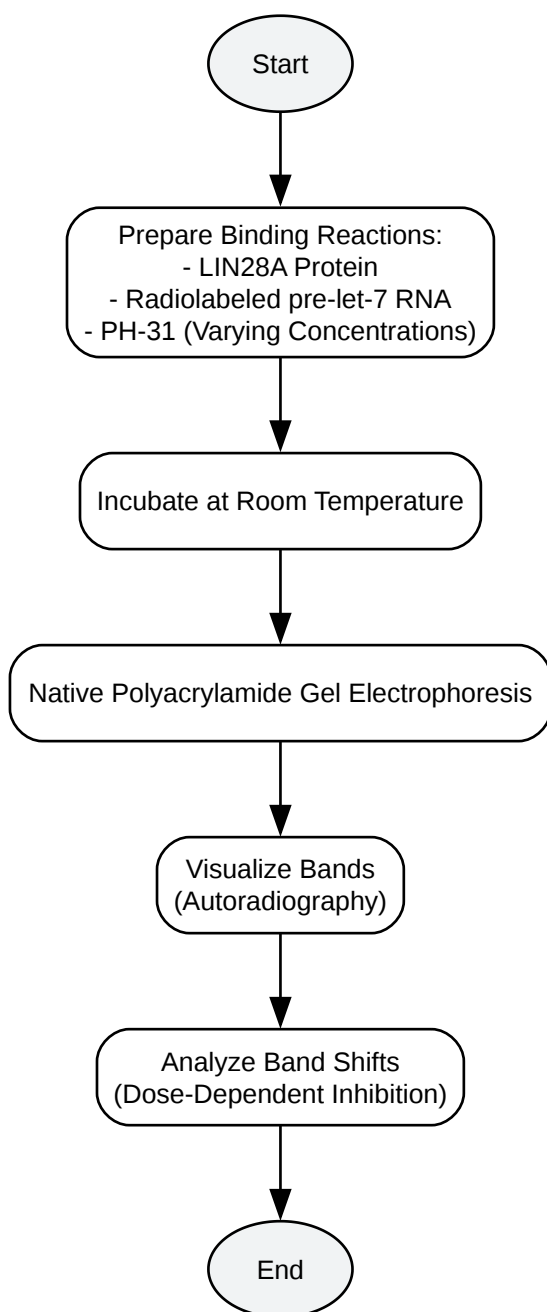 Start
Prepare Binding Reactions:
- LIN28A Protein
- Radiolabeled pre-let-7 RNA
- PH-31 (Varying Concentrations)
Incubate at Room Temperature
Native Polyacrylamide Gel Electrophoresis
Visualize Bands
(Autoradiography)
Analyze Band Shifts
(Dose-Dependent Inhibition)
End